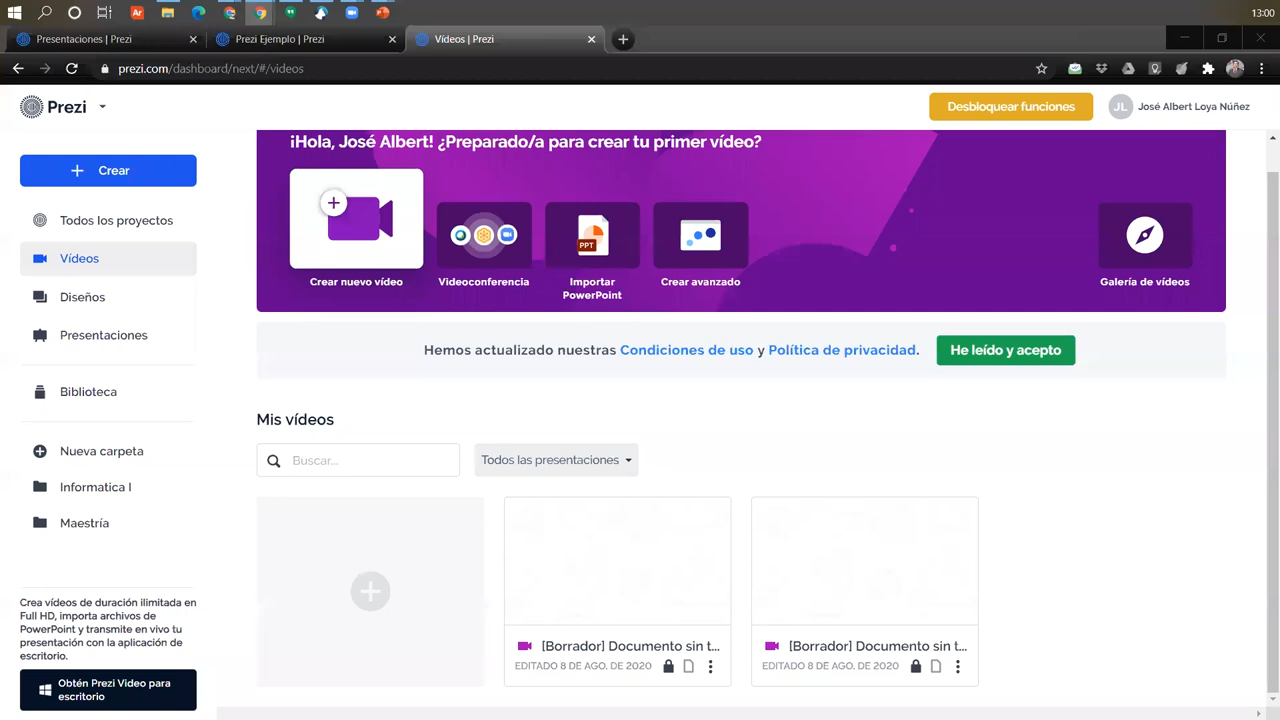 13:00
Presentaciones | Prezi
Prezi Ejemplo | Prezi
Vídeos | Prezi
prezi.com/dashboard/next/#/videos
Prezi
Desbloquear funciones
JL
José Albert Loya Núñez
Crear
Todos los proyectos
Vídeos
Diseños
Presentaciones
Biblioteca
Nueva carpeta
Informatica I
Maestría
Crea vídeos de duración ilimitada en
Full HD, importa archivos de
PowerPoint y transmite en vivo tu
presentación con la aplicación de
escritorio.
Obtén Prezi Video para
escritorio
¡Hola, José Albert! ¿Preparado/a para crear tu primer vídeo?
PPT
Crear nuevo vídeo
Videoconferencia
Importar
PowerPoint
Crear avanzado
Galería de vídeos
Hemos actualizado nuestras Condiciones de uso y Política de privacidad.
He leído y acepto
Mis vídeos
Buscar...
Todos las presentaciones
[Borrador] Documento sin t...
EDITADO 8 DE AGO. DE 2020
[Borrador] Documento sin t...
EDITADO 8 DE AGO. DE 2020